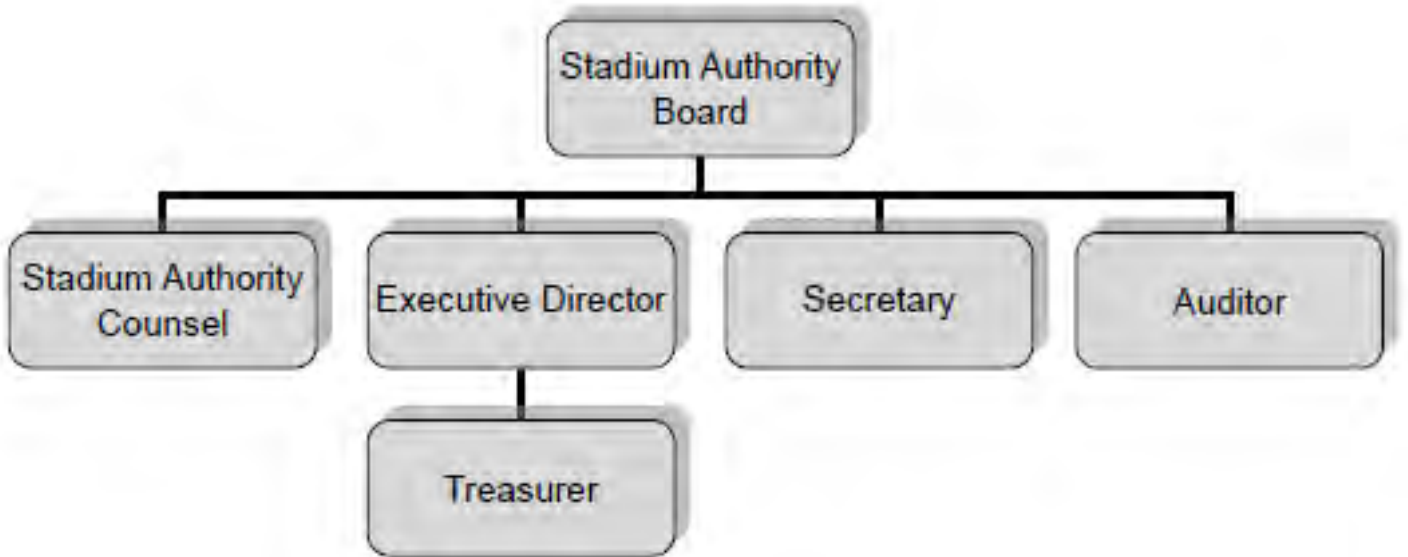 Stadium Authority
Board
Stadium Authority
Counsel
Executive Director
Secretary
Auditor
Treasurer